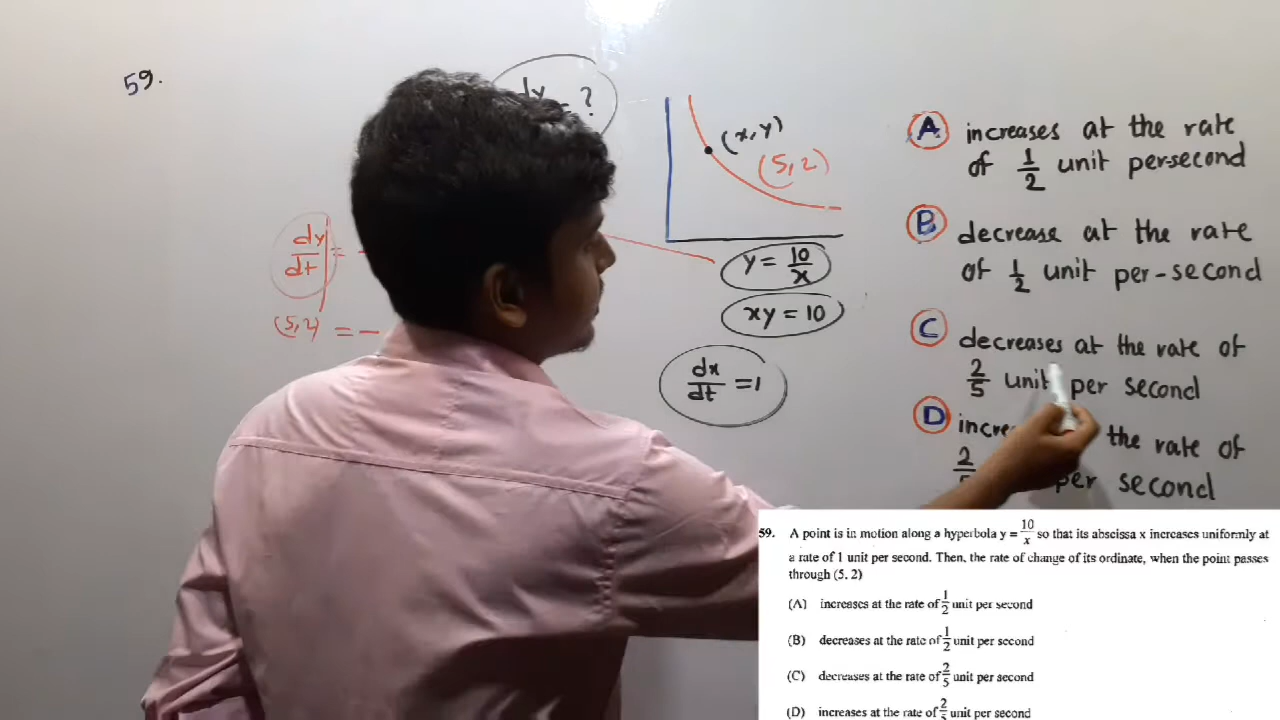 59.
dy = ?
(x, y)
(5, 2)
dy
dt = -
(5, 2) = -
y = 10/x
xy = 10
dx/dt = 1
A increases at the rate
of 1/2 unit per second
B decrease at the rate
of 1/2 unit per-second
C decreases at the rate of
2/5 unit per second
D the rate of
2 per second
59. A point is in motion along a hyperbola y = 10/x so that its abscissa x increases uniformly at
a rate of 1 unit per second. Then, the rate of change of its ordinate, when the point passes
through (5, 2)
(A) increases at the rate of 1/2 unit per second
(B) decreases at the rate of 1/2 unit per second
(C) decreases at the rate of 2/5 unit per second
(D) increases at the rate of 2/5 unit per second